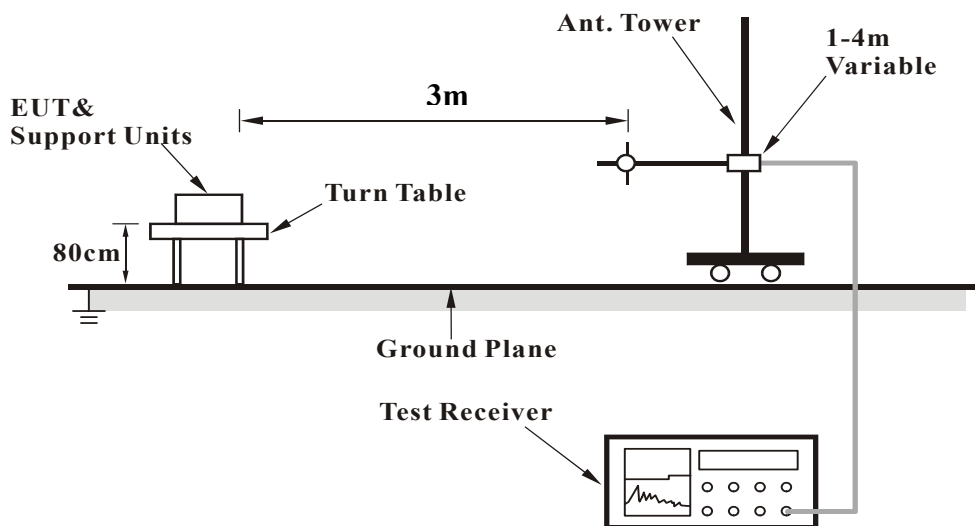 Ant. Tower
1-4m
Variable
3m
EUT&
Support Units
Turn Table
80cm
Ground Plane
Test Receiver